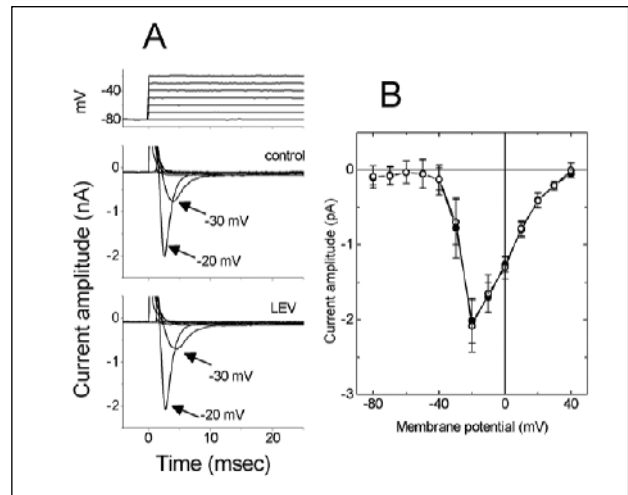 A
mV
-40
-80
control
0
-1
-2
-30 mV
-20 mV
LEV
0
-1
-2
-30 mV
-20 mV
Current amplitude (nA)
0 10 20
Time (msec)
B
Current amplitude (pA)
0
-1
-2
-3
-80 -40 0 40
Membrane potential (mV)